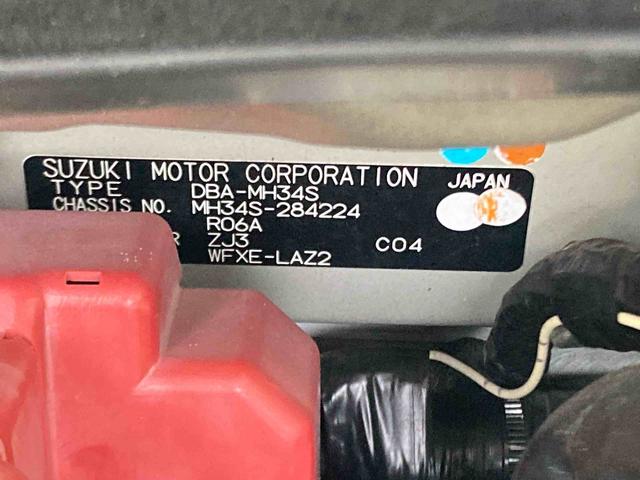 SUZUKI MOTOR CORPORATION
JAPAN
TYPE DBA-MH34S
CHASSIS NO. MH34S-284224
R06A
R ZJ3 C04
WFXE-LAZ2